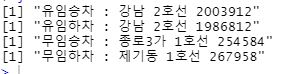 [1] "유임승차 : 강남 2호선 2003912"
[1] "유임하차 : 강남 2호선 1986812"
[1] "무임승차 : 종로3가 1호선 254584"
[1] "무임하차 : 제기동 1호선 267958"
>